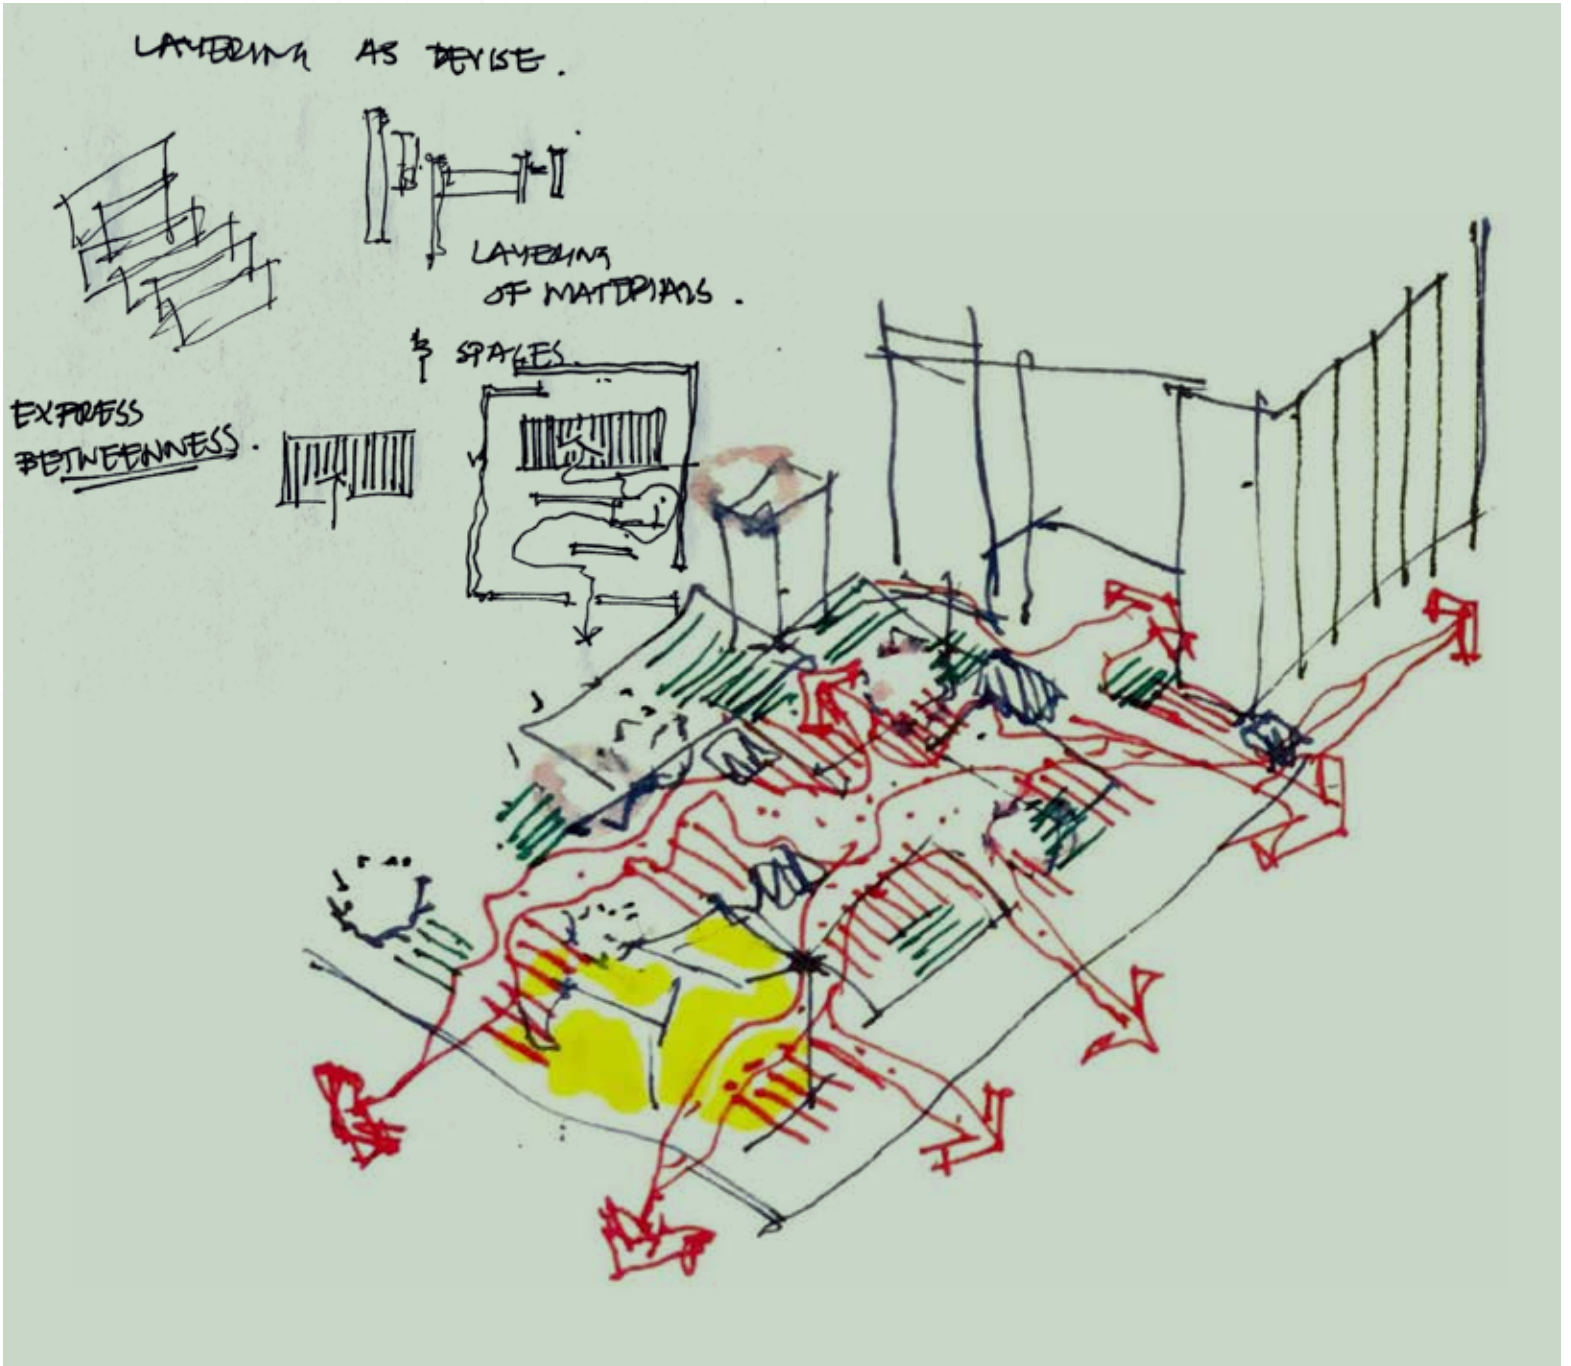 LAYERING AS DEVISE.
LAYERING
OF MATERIALS.
& SPACES
EXPRESS
BETWEENNESS.